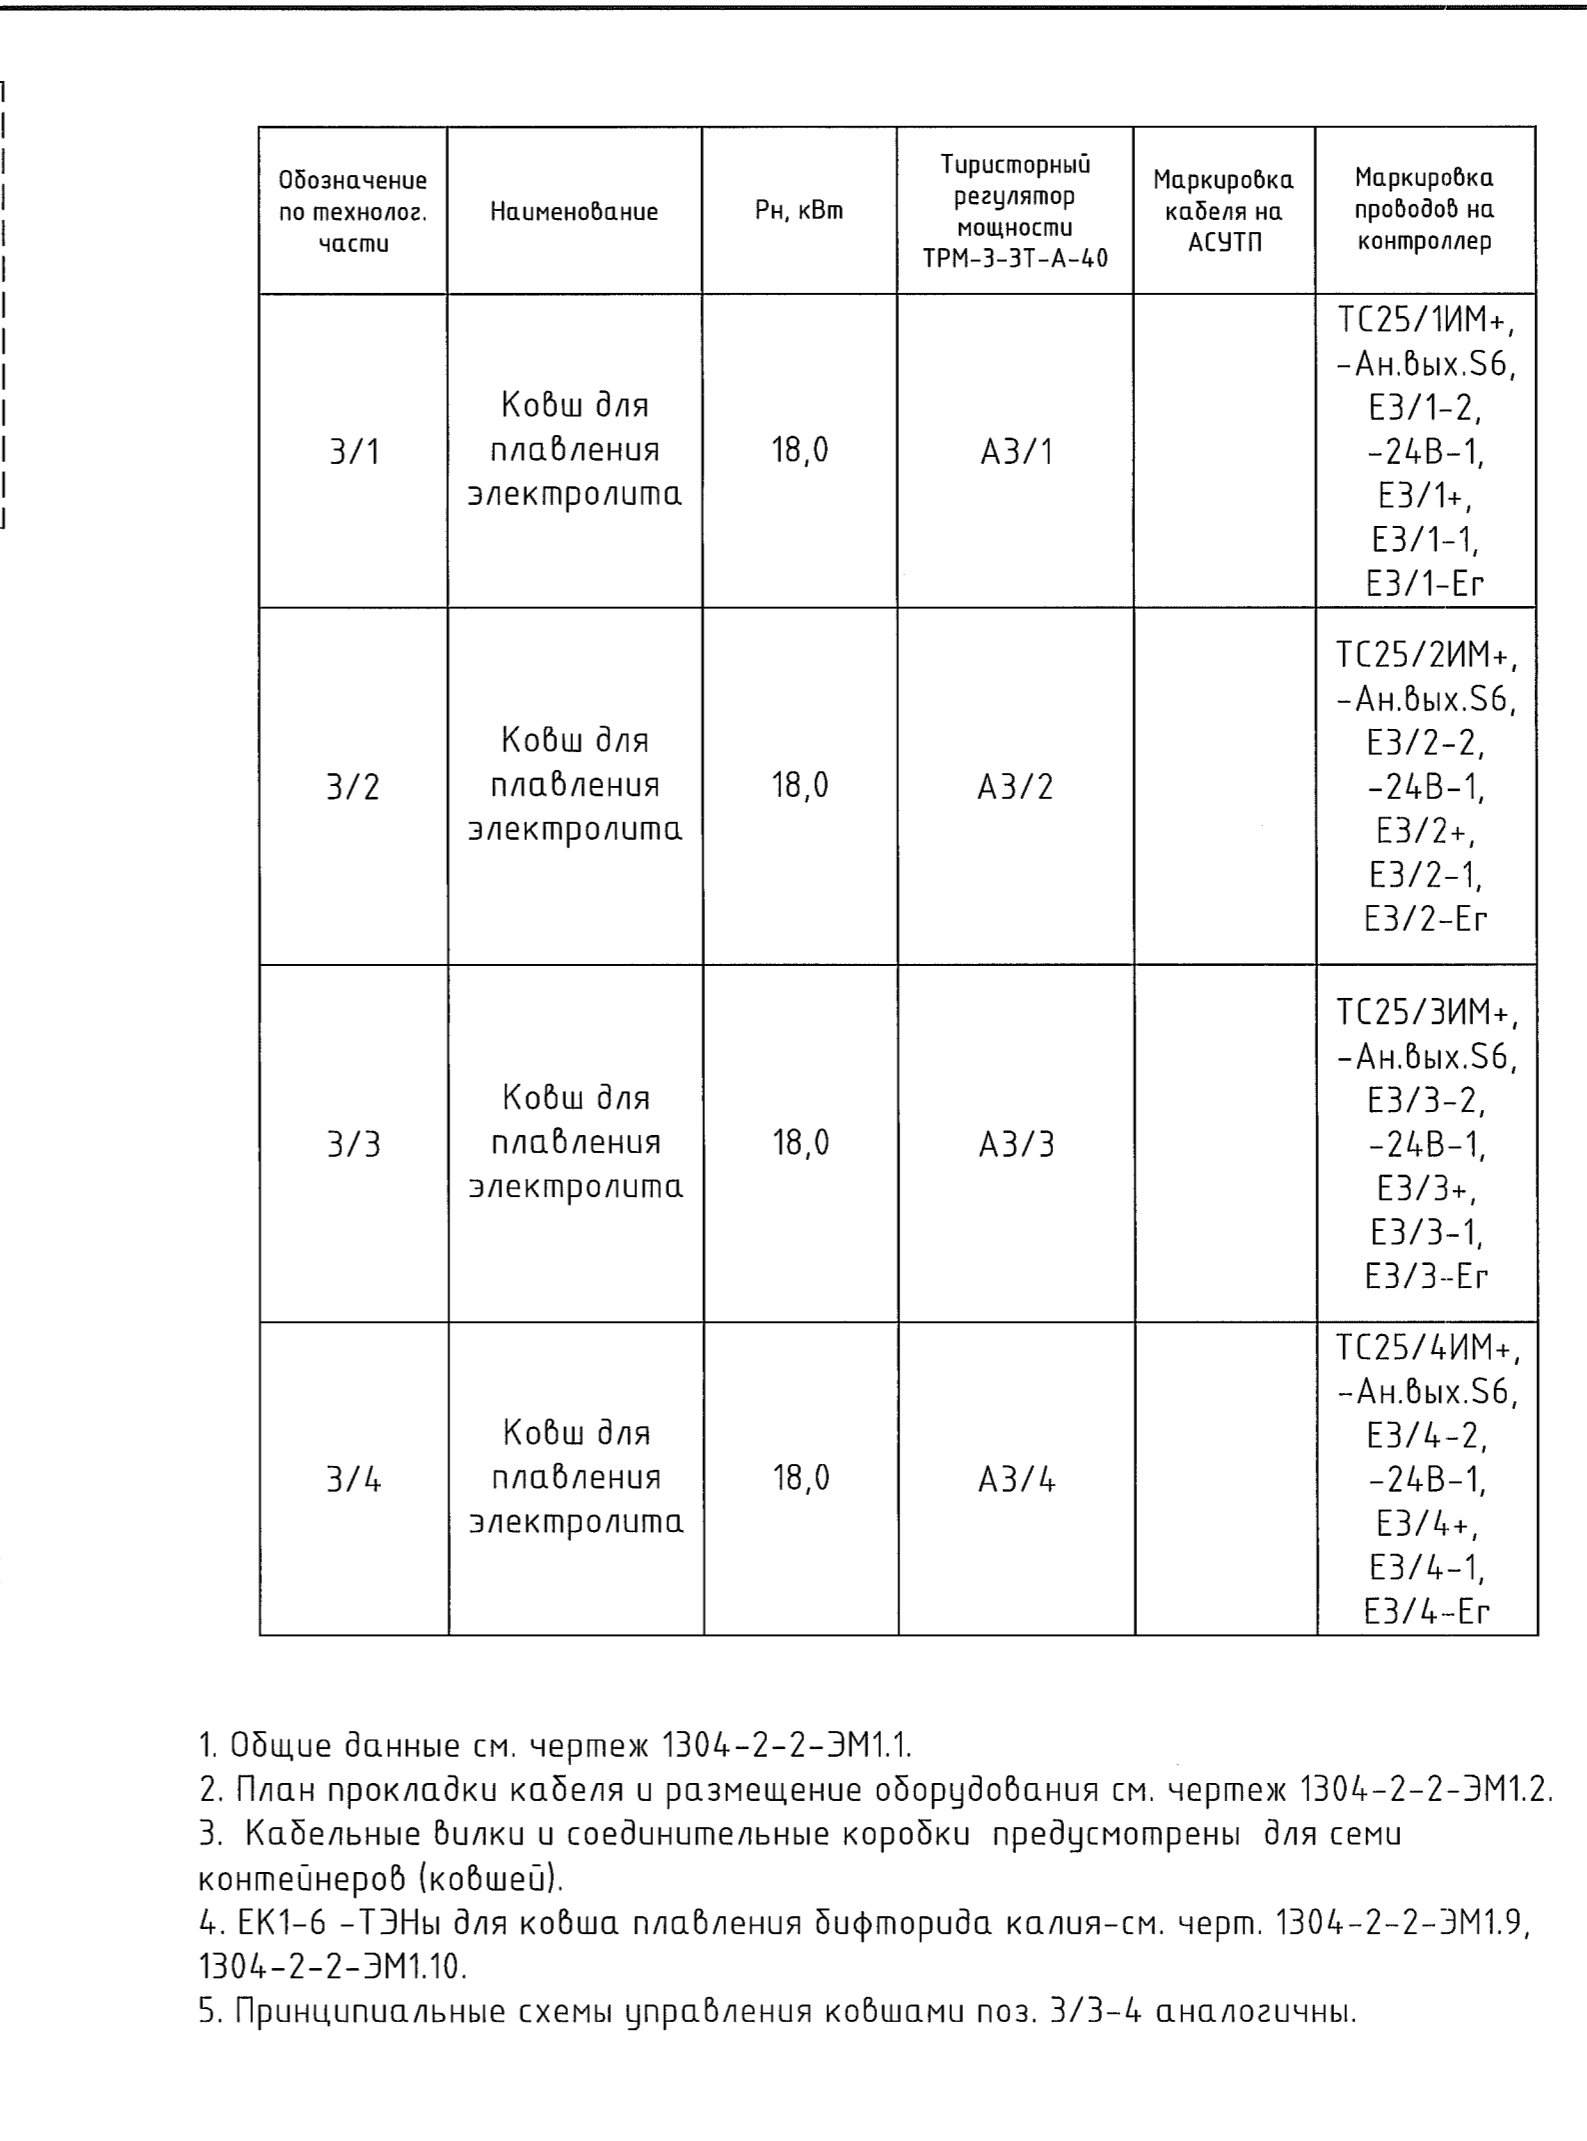 Обозначение
по технолог.
части
Наименование
Рн, кВт
Тиристорный
регулятор
мощности
ТРМ-3-3Т-А-40
Маркировка
кабеля на
АСУТП
Маркировка
проводов на
контроллер
3/1
Ковш для
плавления
электролита
18,0
А3/1
ТС25/1ИМ+,
-Ан.вых.S6,
Е3/1-2,
-24В-1,
Е3/1+,
Е3/1-1,
Е3/1-Ег
3/2
Ковш для
плавления
электролита
18,0
А3/2
ТС25/2ИМ+,
-Ан.вых.S6,
Е3/2-2,
-24В-1,
Е3/2+,
Е3/2-1,
Е3/2-Ег
3/3
Ковш для
плавления
электролита
18,0
А3/3
ТС25/3ИМ+,
-Ан.вых.S6,
Е3/3-2,
-24В-1,
Е3/3+,
Е3/3-1,
Е3/3-Ег
3/4
Ковш для
плавления
электролита
18,0
А3/4
ТС25/4ИМ+,
-Ан.вых.S6,
Е3/4-2,
-24В-1,
Е3/4+,
Е3/4-1,
Е3/4-Ег
1. Общие данные см. чертеж 1304-2-2-ЭМ1.1.
2. План прокладки кабеля и размещение оборудования см. чертеж 1304-2-2-ЭМ1.2.
3. Кабельные вилки и соединительные коробки предусмотрены для семи
контейнеров (ковшей).
4. ЕК1-6 -ТЭНы для ковша плавления бифторида калия-см. черт. 1304-2-2-ЭМ1.9,
1304-2-2-ЭМ1.10.
5. Принципиальные схемы управления ковшами поз. 3/3-4 аналогичны.